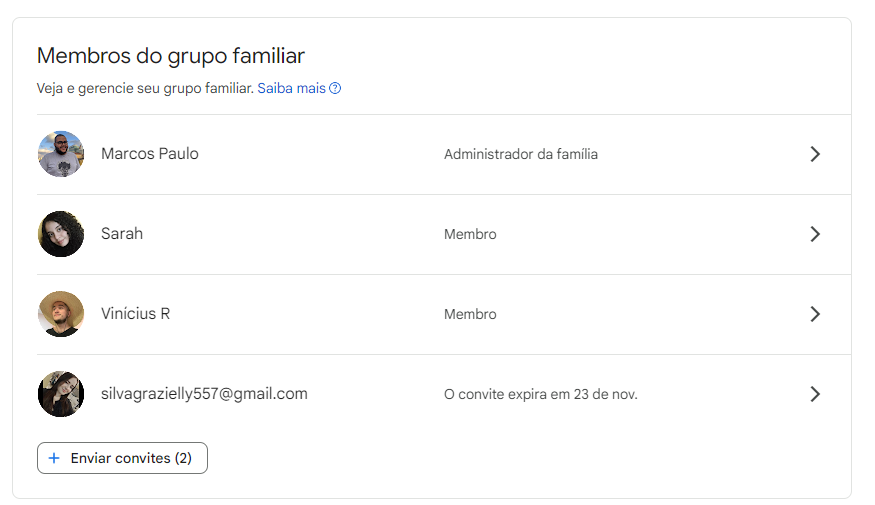 Membros do grupo familiar
Veja e gerencie seu grupo familiar. Saiba mais
Marcos Paulo
Administrador da família
Sarah
Membro
Vinícius R
Membro
silvagrazielly557@gmail.com
O convite expira em 23 de nov.
+ Enviar convites (2)